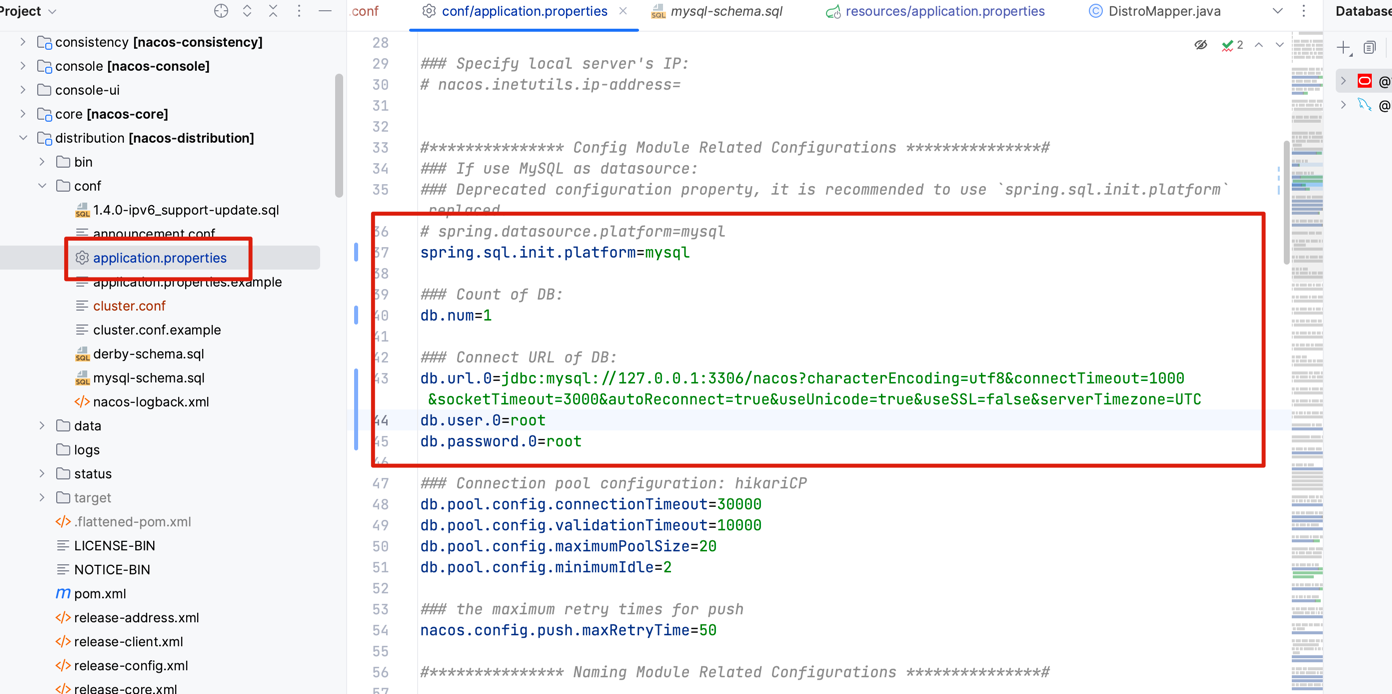 Project
.conf
conf/application.properties
mysql-schema.sql
resources/application.properties
DistroMapper.java
Database
consistency [nacos-consistency]
console [nacos-console]
console-ui
core [nacos-core]
distribution [nacos-distribution]
bin
conf
1.4.0-ipv6_support-update.sql
announcement.conf
application.properties
application.properties.example
cluster.conf
cluster.conf.example
derby-schema.sql
mysql-schema.sql
nacos-logback.xml
data
logs
status
target
.flattened-pom.xml
LICENSE-BIN
NOTICE-BIN
pom.xml
release-address.xml
release-client.xml
release-config.xml
release-core.xml
2
28
29 ### Specify local server's IP:
30 # nacos.inetutils.ip-address=
31
32
33 #*************** Config Module Related Configurations ***************#
34 ### If use MySQL as datasource:
35 ### Deprecated configuration property, it is recommended to use `spring.sql.init.platform`
replaced
36 # spring.datasource.platform=mysql
37 spring.sql.init.platform=mysql
38
39 ### Count of DB:
40 db.num=1
41
42 ### Connect URL of DB:
43 db.url.0=jdbc:mysql://127.0.0.1:3306/nacos?characterEncoding=utf8&connectTimeout=1000
&socketTimeout=3000&autoReconnect=true&useUnicode=true&useSSL=false&serverTimezone=UTC
44 db.user.0=root
45 db.password.0=root
46
47 ### Connection pool configuration: hikariCP
48 db.pool.config.connectionTimeout=30000
49 db.pool.config.validationTimeout=10000
50 db.pool.config.maximumPoolSize=20
51 db.pool.config.minimumIdle=2
52
53 ### the maximum retry times for push
54 nacos.config.push.maxRetryTime=50
55
56 #*************** Naming Module Related Configurations ***************#
57
@
@